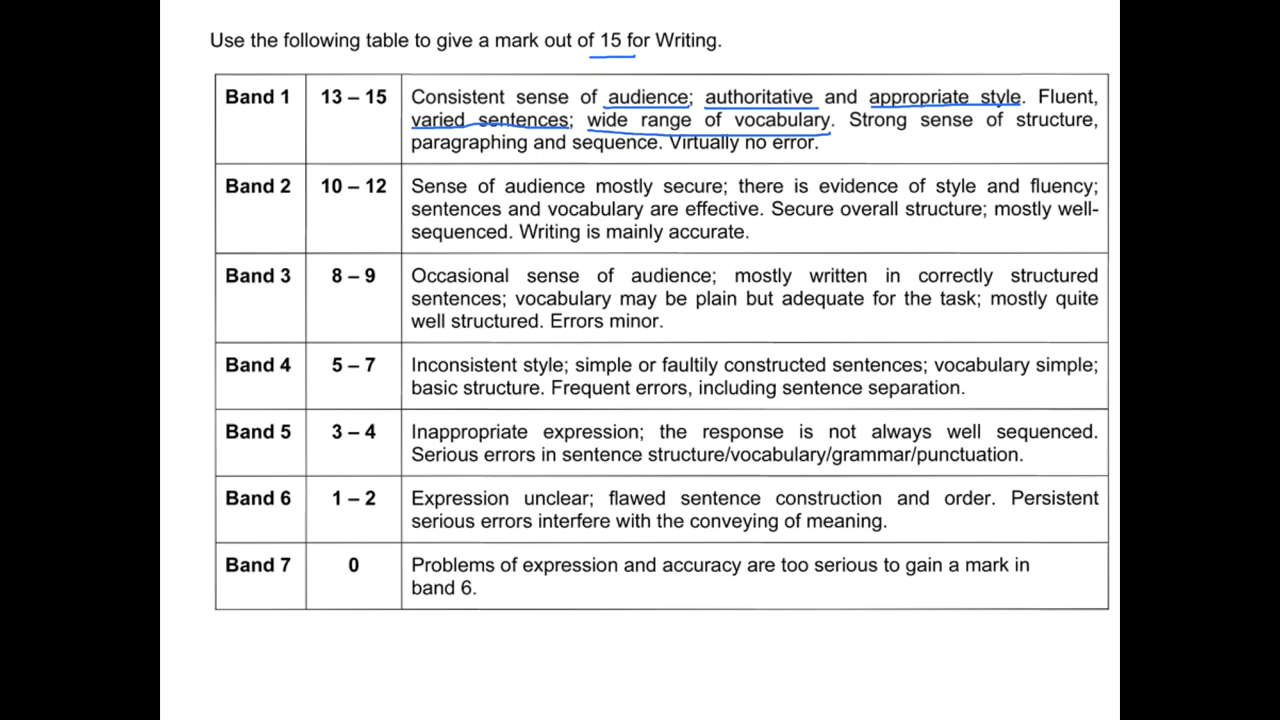 Use the following table to give a mark out of 15 for Writing.
Band 1 13 – 15 Consistent sense of audience; authoritative and appropriate style. Fluent,
varied sentences; wide range of vocabulary. Strong sense of structure,
paragraphing and sequence. Virtually no error.
Band 2 10 – 12 Sense of audience mostly secure; there is evidence of style and fluency;
sentences and vocabulary are effective. Secure overall structure; mostly well-
sequenced. Writing is mainly accurate.
Band 3 8 – 9 Occasional sense of audience; mostly written in correctly structured
sentences; vocabulary may be plain but adequate for the task; mostly quite
well structured. Errors minor.
Band 4 5 – 7 Inconsistent style; simple or faultily constructed sentences; vocabulary simple;
basic structure. Frequent errors, including sentence separation.
Band 5 3 – 4 Inappropriate expression; the response is not always well sequenced.
Serious errors in sentence structure/vocabulary/grammar/punctuation.
Band 6 1 – 2 Expression unclear; flawed sentence construction and order. Persistent
serious errors interfere with the conveying of meaning.
Band 7 0 Problems of expression and accuracy are too serious to gain a mark in
band 6.